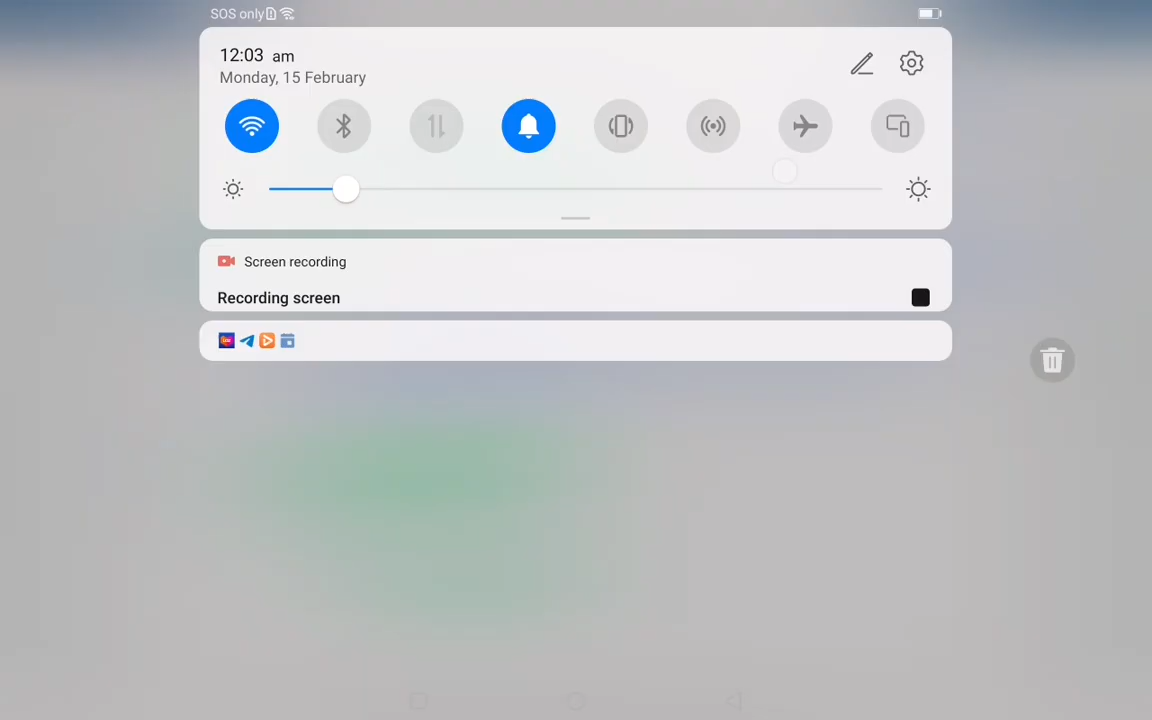 SOS only
12:03 am
Monday, 15 February
Screen recording
Recording screen